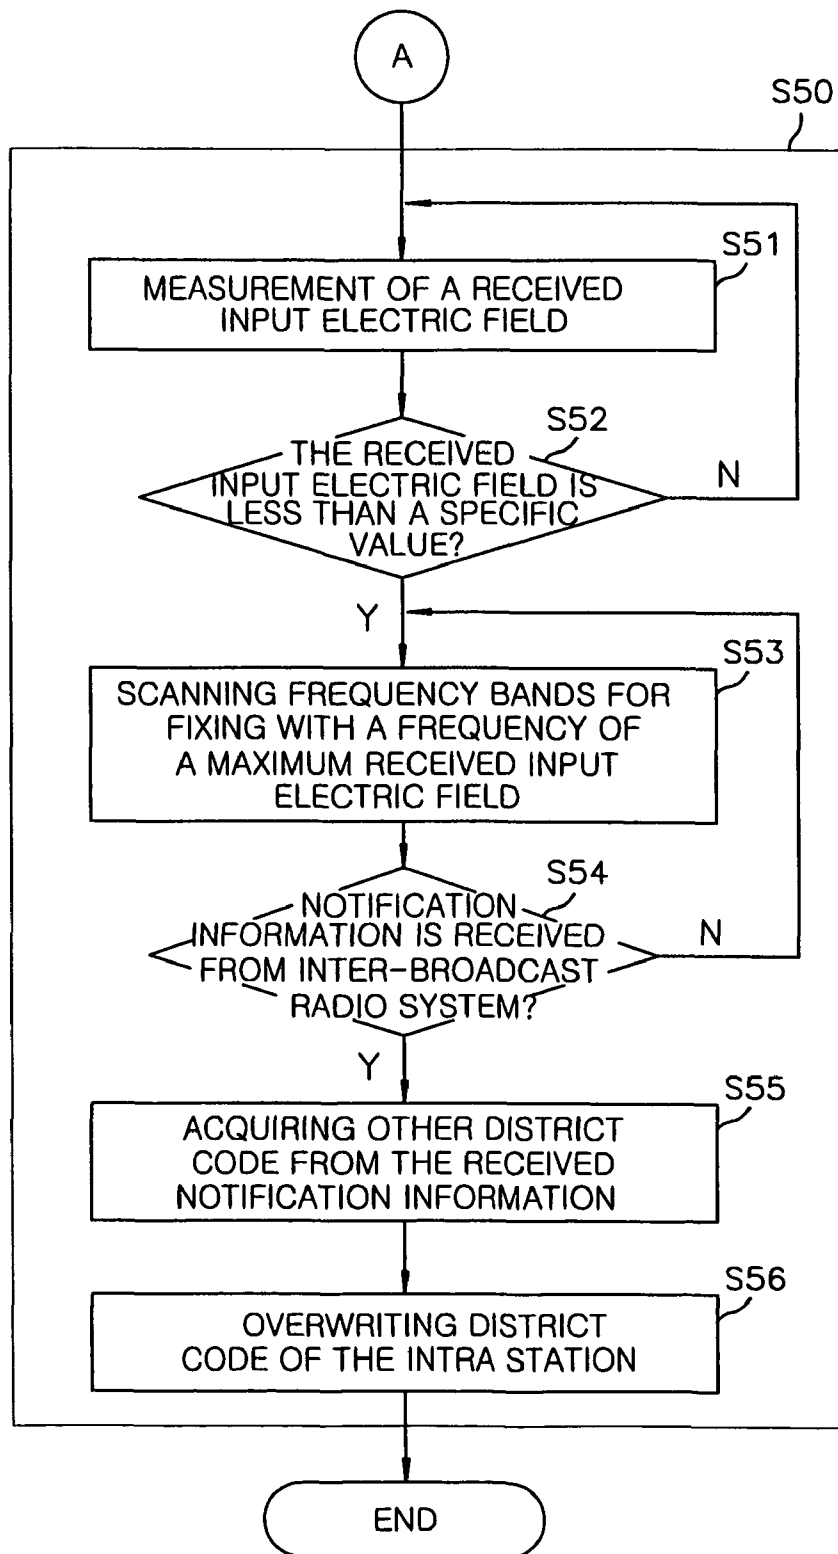 A
S50
S51
MEASUREMENT OF A RECEIVED
INPUT ELECTRIC FIELD
S52
THE RECEIVED
INPUT ELECTRIC FIELD IS
LESS THAN A SPECIFIC
VALUE?
N
Y
S53
SCANNING FREQUENCY BANDS FOR
FIXING WITH A FREQUENCY OF
A MAXIMUM RECEIVED INPUT
ELECTRIC FIELD
S54
NOTIFICATION
INFORMATION IS RECEIVED
FROM INTER-BROADCAST
RADIO SYSTEM?
N
Y
S55
ACQUIRING OTHER DISTRICT
CODE FROM THE RECEIVED
NOTIFICATION INFORMATION
S56
OVERWRITING DISTRICT
CODE OF THE INTRA STATION
END